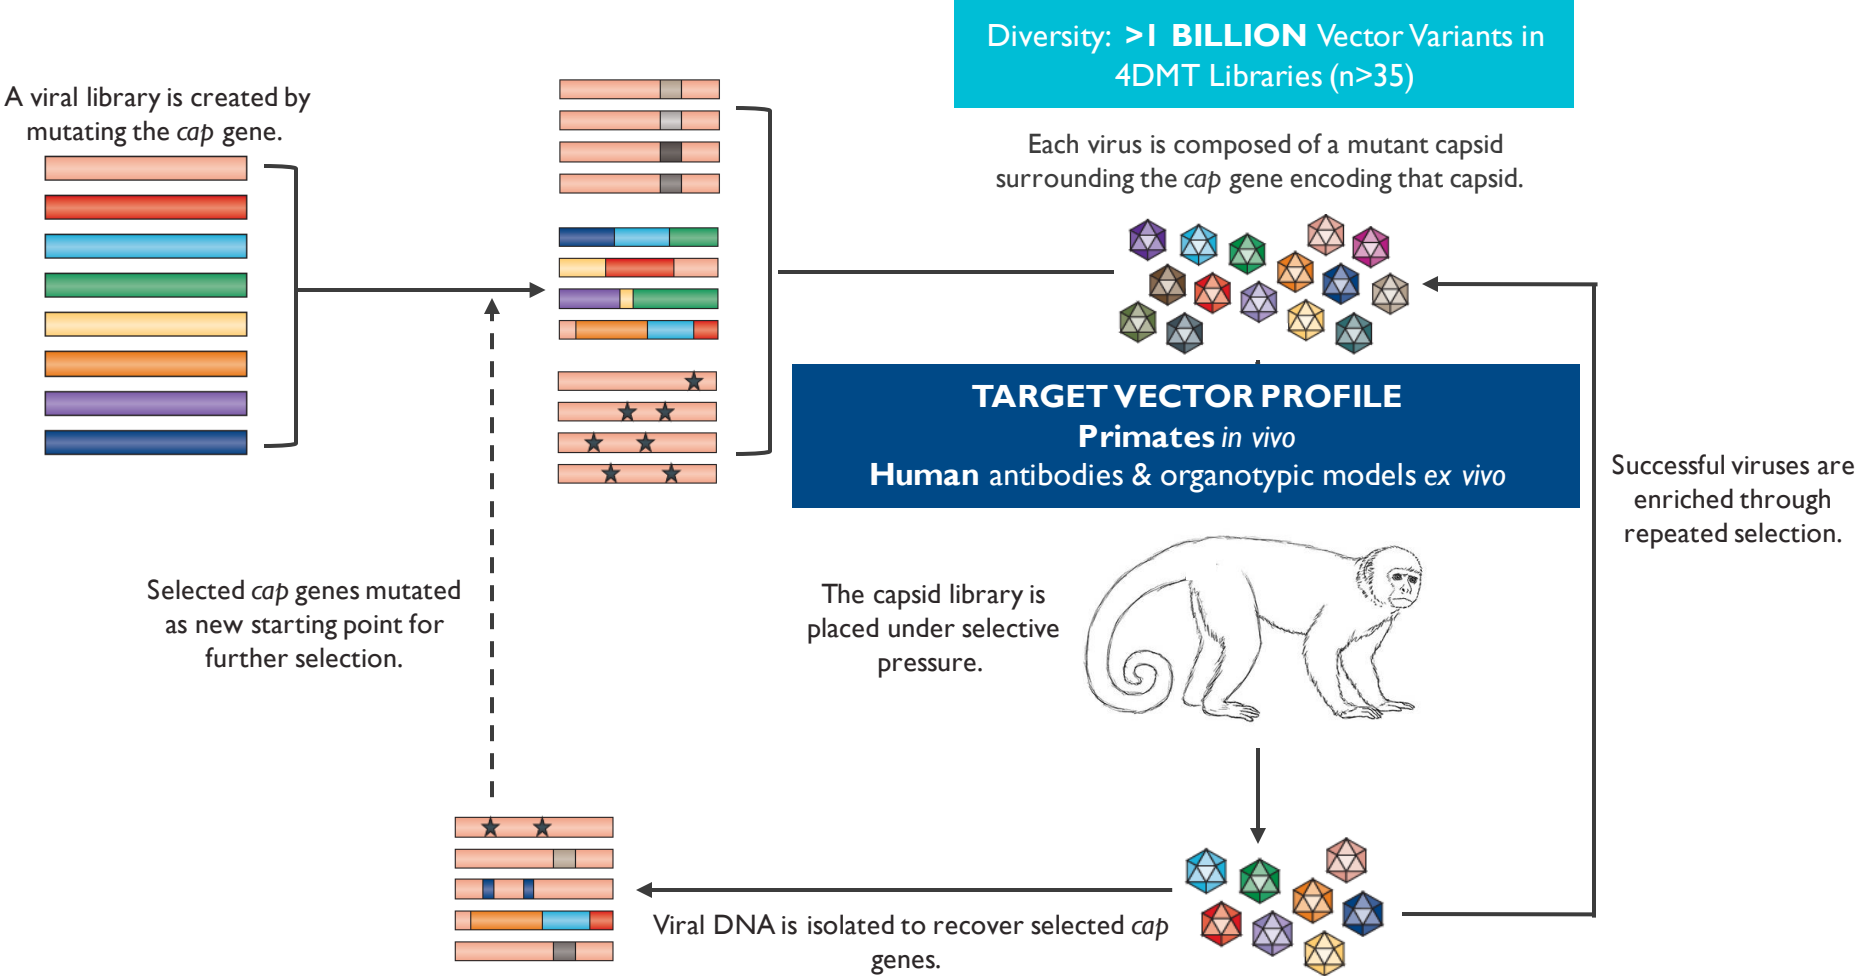 Diversity: >1 BILLION Vector Variants in
4DMT Libraries (n>35)
A viral library is created by
mutating the cap gene.
Each virus is composed of a mutant capsid
surrounding the cap gene encoding that capsid.
TARGET VECTOR PROFILE
Primates in vivo
Human antibodies & organotypic models ex vivo
Successful viruses are
enriched through
repeated selection.
Selected cap genes mutated
as new starting point for
further selection.
The capsid library is
placed under selective
pressure.
Viral DNA is isolated to recover selected cap
genes.